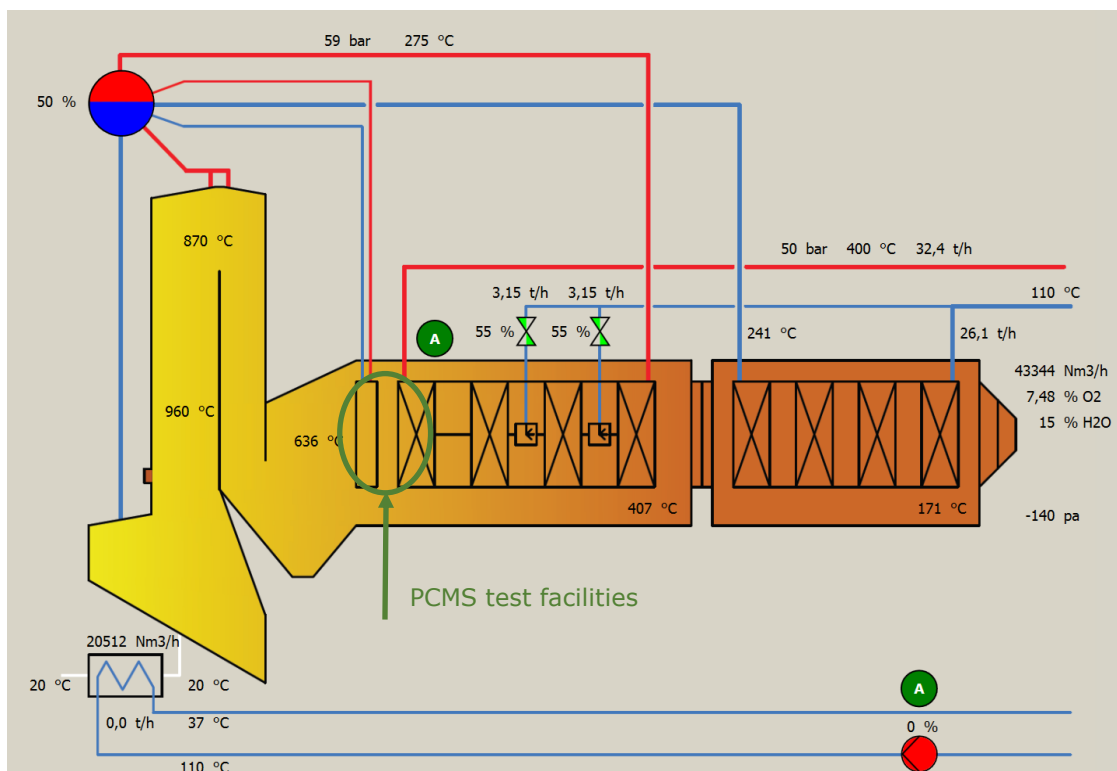 59 bar 275 °C
50 %
870 °C
50 bar 400 °C 32,4 t/h
3,15 t/h 3,15 t/h
110 °C
A
55 % 55 %
241 °C
26,1 t/h
43344 Nm3/h
7,48 % O2
15 % H2O
960 °C
636 °C
407 °C
171 °C
-140 pa
PCMS test facilities
20512 Nm3/h
20 °C
20 °C
A
0,0 t/h
37 °C
0 %
110 °C